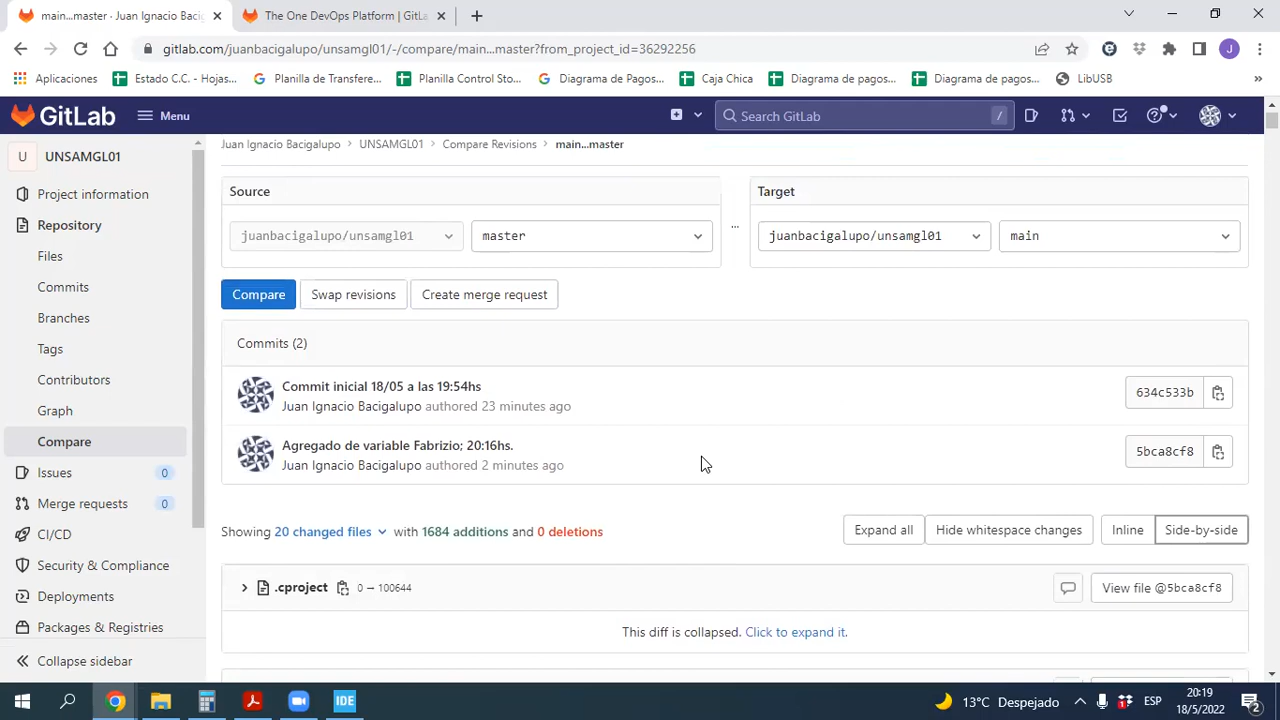 main...master · Juan Ignacio Baci
The One DevOps Platform | GitLa
gitlab.com/juanbacigalupo/unsamgl01/-/compare/main...master?from_project_id=36292256
J
Aplicaciones
Estado C.C. - Hojas...
Planilla de Transfere...
Planilla Control Sto...
Diagrama de Pagos...
Caja Chica
Diagrama de pagos...
Diagrama de pagos...
LibUSB
»
GitLab
Menu
Search GitLab
/
U
UNSAMGL01
Juan Ignacio Bacigalupo › UNSAMGL01 › Compare Revisions › main...master
Project information
Repository
Files
Commits
Branches
Tags
Contributors
Graph
Compare
Issues 0
Merge requests 0
CI/CD
Security & Compliance
Deployments
Packages & Registries
Collapse sidebar
Source
juanbacigalupo/unsamgl01
master
...
Target
juanbacigalupo/unsamgl01
main
Compare
Swap revisions
Create merge request
Commits (2)
Commit inicial 18/05 a las 19:54hs
Juan Ignacio Bacigalupo authored 23 minutes ago
634c533b
Agregado de variable Fabrizio; 20:16hs.
Juan Ignacio Bacigalupo authored 2 minutes ago
5bca8cf8
Showing 20 changed files with 1684 additions and 0 deletions
Expand all
Hide whitespace changes
Inline
Side-by-side
.cproject
0 → 100644
View file @5bca8cf8
This diff is collapsed. Click to expand it.
IDE
13°C Despejado
ESP
20:19
18/5/2022
2